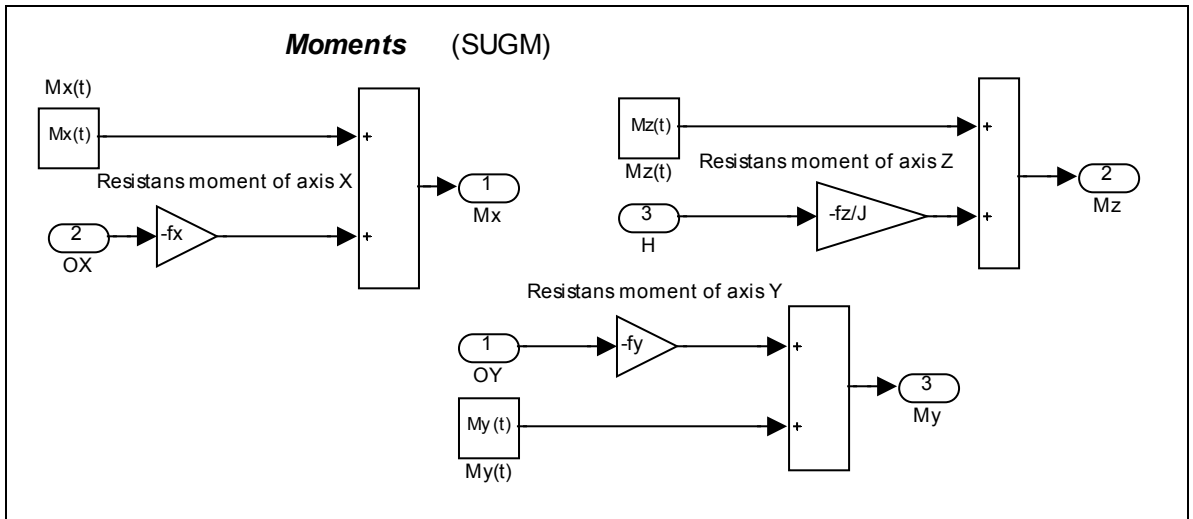 Moments (SUGM)
Mx(t)
Mx(t)
+
Resistans moment of axis X
2
OX
-fx
+
1
Mx
Mz(t)
Mz(t)
+
Resistans moment of axis Z
3
H
-fz/J
+
2
Mz
Resistans moment of axis Y
1
OY
-fy
+
My(t)
My(t)
+
3
My